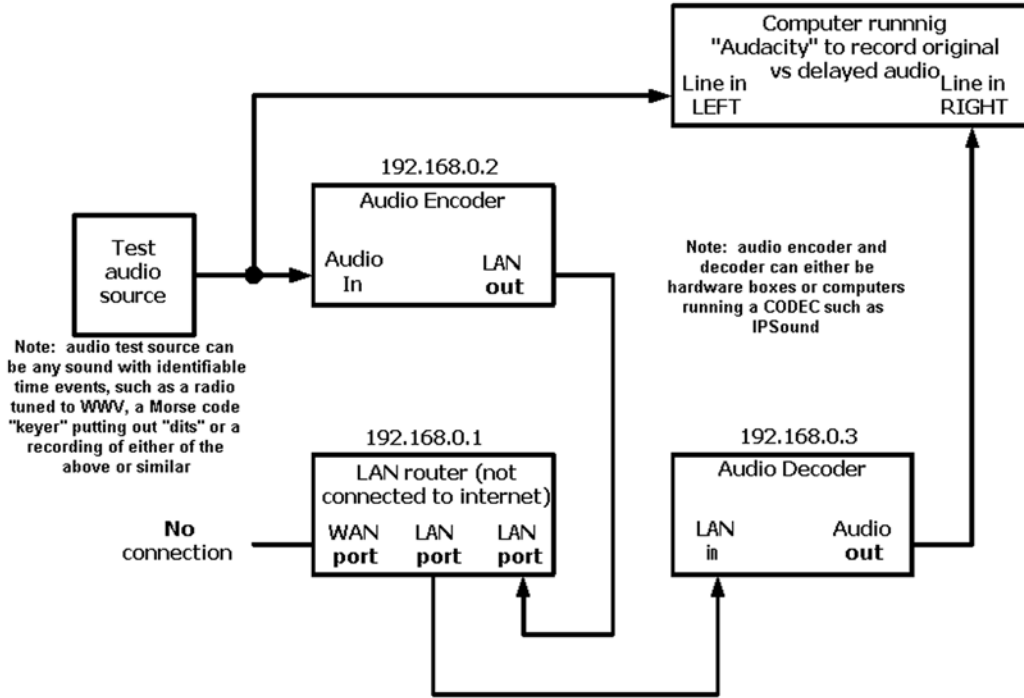 Computer runnnig
"Audacity" to record original
vs delayed audio
Line in
LEFT
Line in
RIGHT
192.168.0.2
Audio Encoder
Audio
In
LAN
out
Test
audio
source
Note:  audio test source can
be any sound with identifiable
time events, such as a radio
tuned to WWV, a Morse code
"keyer" putting out "dits" or a
recording of either of the
above or similar
Note:  audio encoder and
decoder can either be
hardware boxes or computers
running a CODEC such as
IPSound
192.168.0.1
LAN router (not
connected to internet)
WAN
port
LAN
port
LAN
port
No
connection
192.168.0.3
Audio Decoder
LAN
in
Audio
out